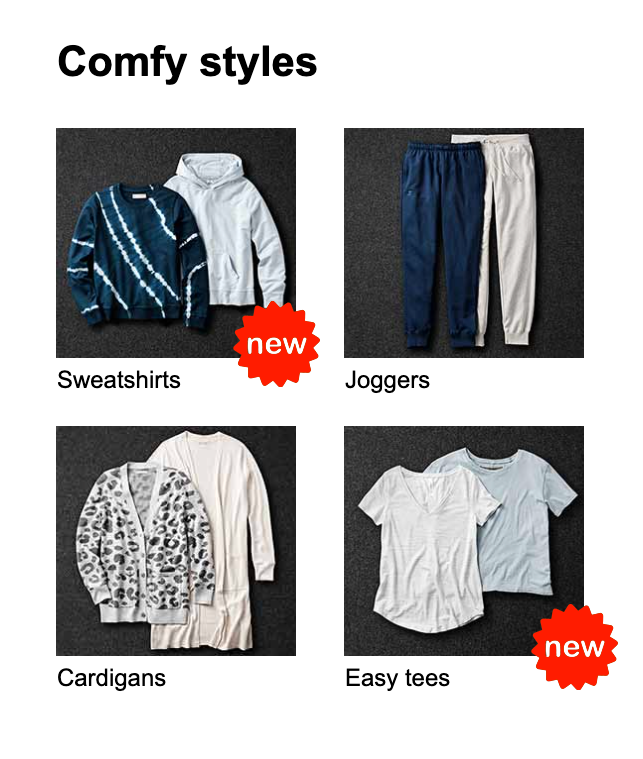 Comfy styles
new
Sweatshirts
Joggers
Cardigans
Easy tees
new